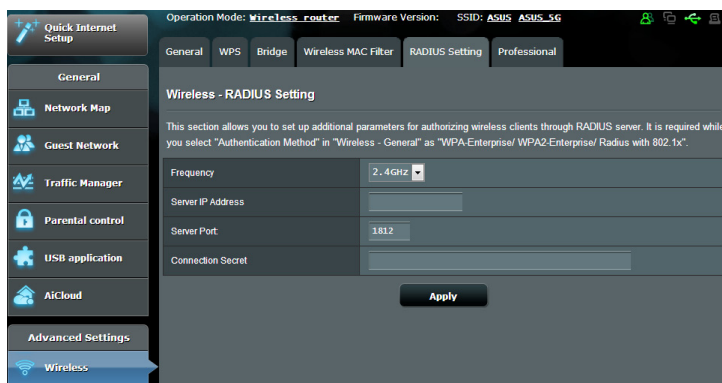 Quick Internet
Setup
Operation Mode: Wireless router Firmware Version: SSID: ASUS ASUS_5G
General WPS Bridge Wireless MAC Filter RADIUS Setting Professional
General
Network Map
Guest Network
Traffic Manager
Parental control
USB application
AiCloud
Advanced Settings
Wireless
Wireless - RADIUS Setting
This section allows you to set up additional parameters for authorizing wireless clients through RADIUS server. It is required while
you select "Authentication Method" in "Wireless - General" as "WPA-Enterprise/ WPA2-Enterprise/ Radius with 802.1x".
Frequency 2.4GHz
Server IP Address
Server Port: 1812
Connection Secret
Apply